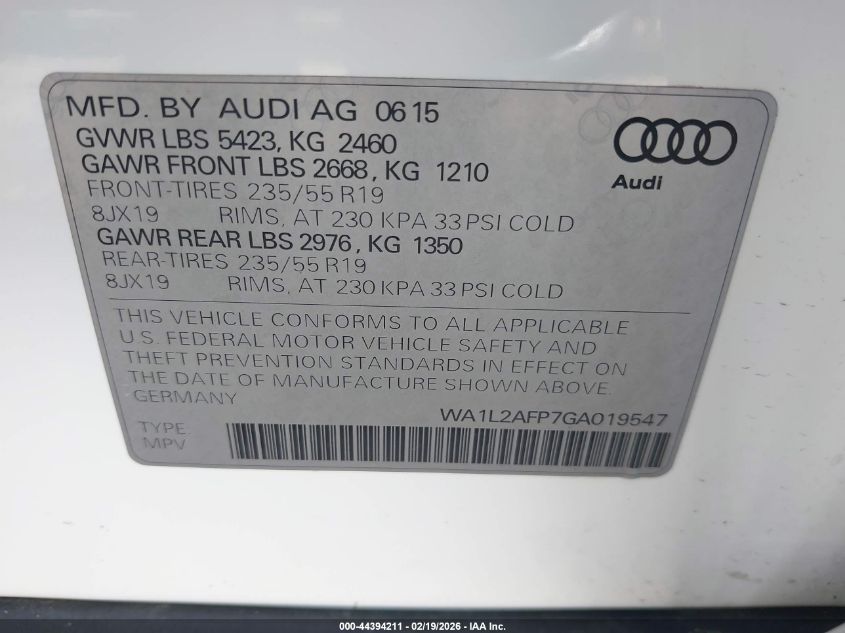 MFD. BY AUDI AG 06 15
GVWR LBS 5423, KG 2460
GAWR FRONT LBS 2668, KG 1210
FRONT-TIRES 235/55 R19
8JX19 RIMS, AT 230 KPA 33 PSI COLD
GAWR REAR LBS 2976, KG 1350
REAR-TIRES 235/55 R19
8JX19 RIMS, AT 230 KPA 33 PSI COLD
Audi
THIS VEHICLE CONFORMS TO ALL APPLICABLE
U.S. FEDERAL MOTOR VEHICLE SAFETY AND
THEFT PREVENTION STANDARDS IN EFFECT ON
THE DATE OF MANUFACTURE SHOWN ABOVE.
GERMANY
WA1L2AFP7GA019547
TYPE:
MPV
000-44394211 - 02/19/2026 - IAA Inc.